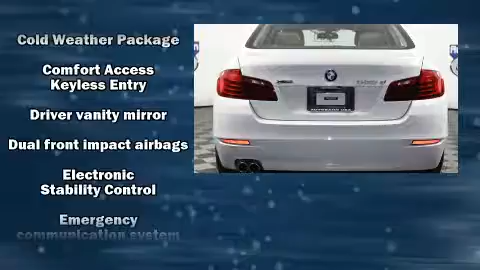 Cold Weather Package
Comfort Access
Keyless Entry
Driver vanity mirror
Dual front impact airbags
Electronic
Stability Control
Emergency
communication system